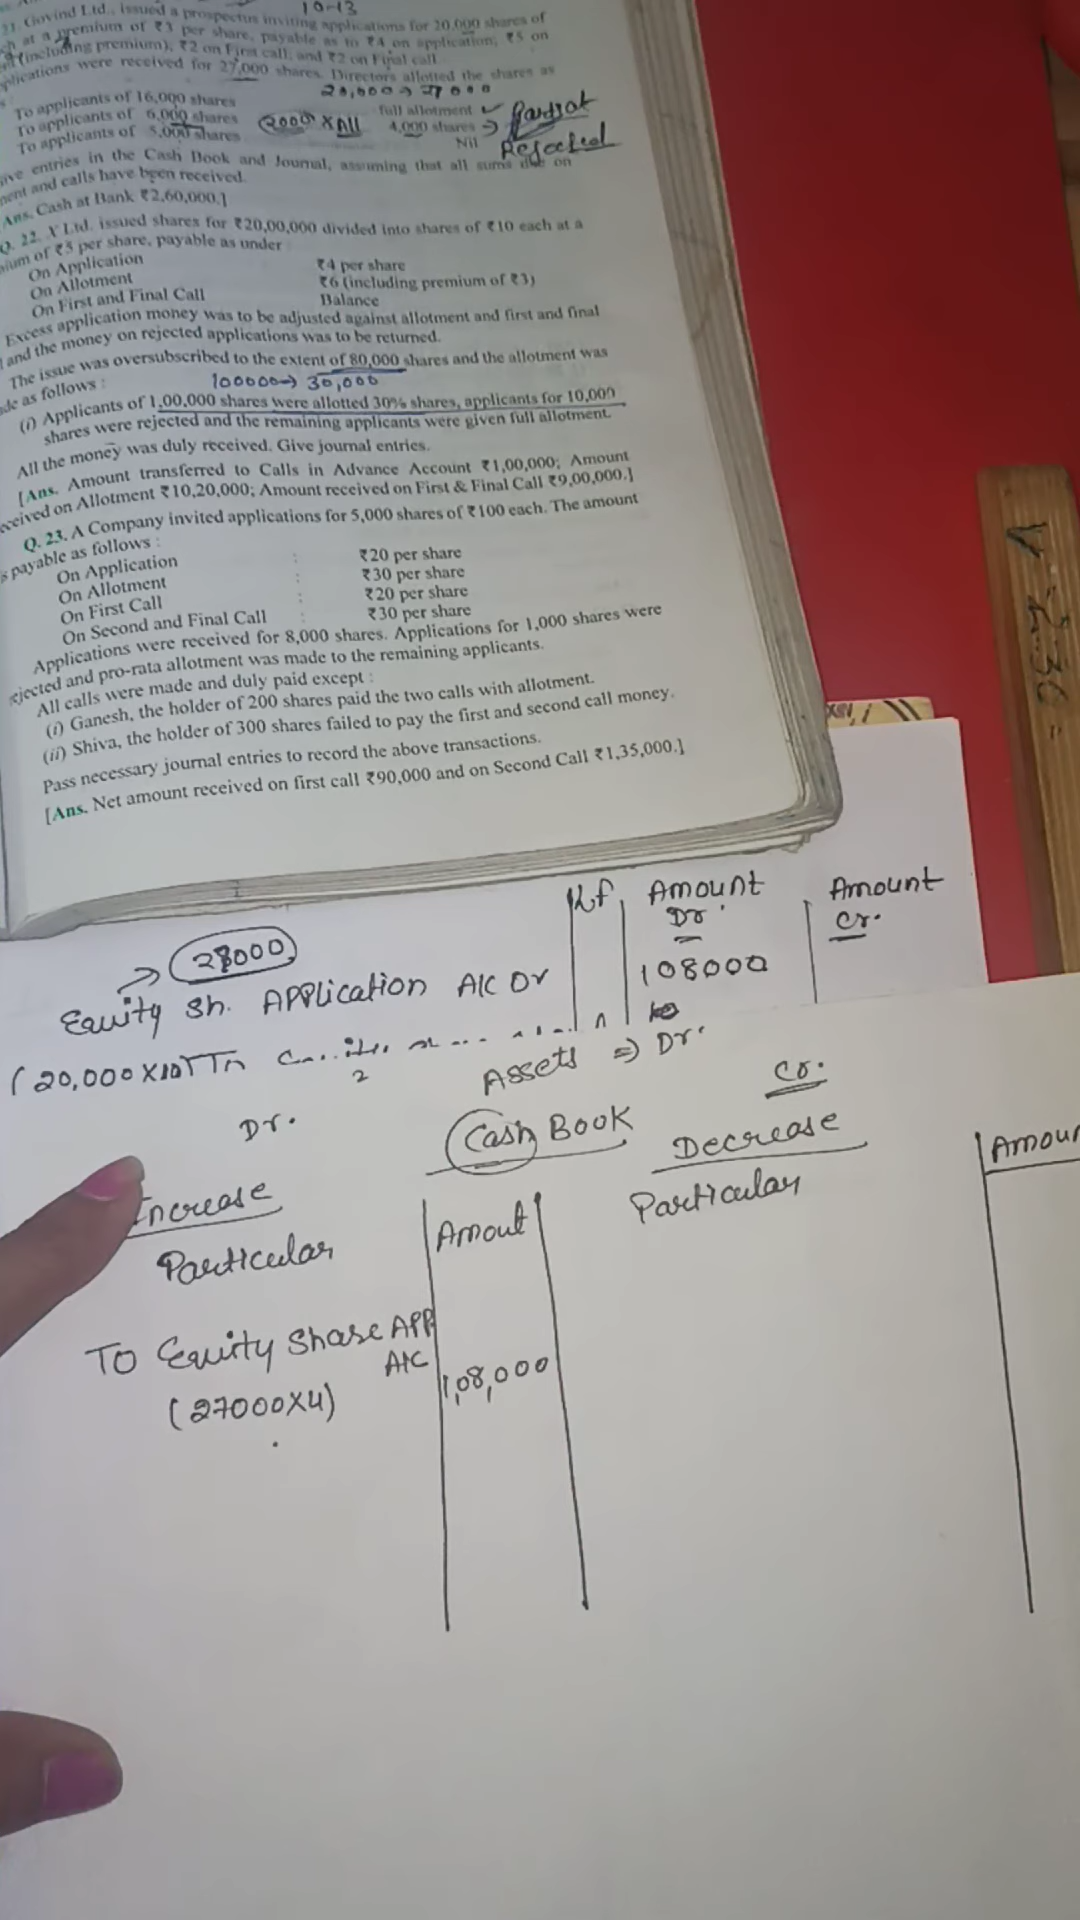 10-13
21. Govind Ltd., issued a prospectus inviting applications for 20,000 shares of
at a premium of ₹3 per share, payable as to ₹4 on application; ₹5 on
(including premium); ₹2 on First call; and ₹2 on Final call.
plications were received for 27,000 shares. Directors allotted the shares as
20,000 → 27000
To applicants of 16,000 shares full allotment ✓
To applicants of 6,000 shares 4,000 shares →
2000 × All
To applicants of 5,000 shares Nil
Rejected
ive entries in the Cash Book and Journal, assuming that all sums due on
ment and calls have been received.
Ans. Cash at Bank ₹2,60,000.]
Q. 22. X Ltd. issued shares for ₹20,00,000 divided into shares of ₹10 each at a
ium of ₹5 per share, payable as under
On Application ₹4 per share
On Allotment ₹6 (including premium of ₹3)
On First and Final Call Balance
Excess application money was to be adjusted against allotment and first and final
and the money on rejected applications was to be returned.
The issue was oversubscribed to the extent of 80,000 shares and the allotment was
de as follows :
100000→ 30,000
(i) Applicants of 1,00,000 shares were allotted 30% shares, applicants for 10,000
shares were rejected and the remaining applicants were given full allotment.
All the money was duly received. Give journal entries.
[Ans. Amount transferred to Calls in Advance Account ₹1,00,000; Amount
eceived on Allotment ₹10,20,000; Amount received on First & Final Call ₹9,00,000.]
Q. 23. A Company invited applications for 5,000 shares of ₹100 each. The amount
s payable as follows :
On Application : ₹20 per share
On Allotment : ₹30 per share
On First Call : ₹20 per share
On Second and Final Call : ₹30 per share
Applications were received for 8,000 shares. Applications for 1,000 shares were
ejected and pro-rata allotment was made to the remaining applicants.
All calls were made and duly paid except :
(i) Ganesh, the holder of 200 shares paid the two calls with allotment.
(ii) Shiva, the holder of 300 shares failed to pay the first and second call money.
Pass necessary journal entries to record the above transactions.
[Ans. Net amount received on first call ₹90,000 and on Second Call ₹1,35,000.]
Lf Amount Dr. Amount Cr.
→ 27000
Equity Sh. Application A/C Dr 108000
Assets ⇒ Dr.
Dr. Cash Book Cr.
Increase Decrease
Particular Amout Particular Amoun
To Equity Share App A/C 1,08,000
(27000×4)